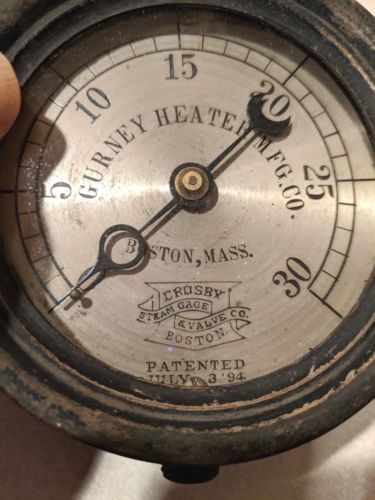 5
10
15
20
25
30
GURNEY HEATER MFG. CO.
BOSTON, MASS.
CROSBY
STEAM GAGE
& VALVE CO.
BOSTON.
PATENTED
JULY 3, '94.